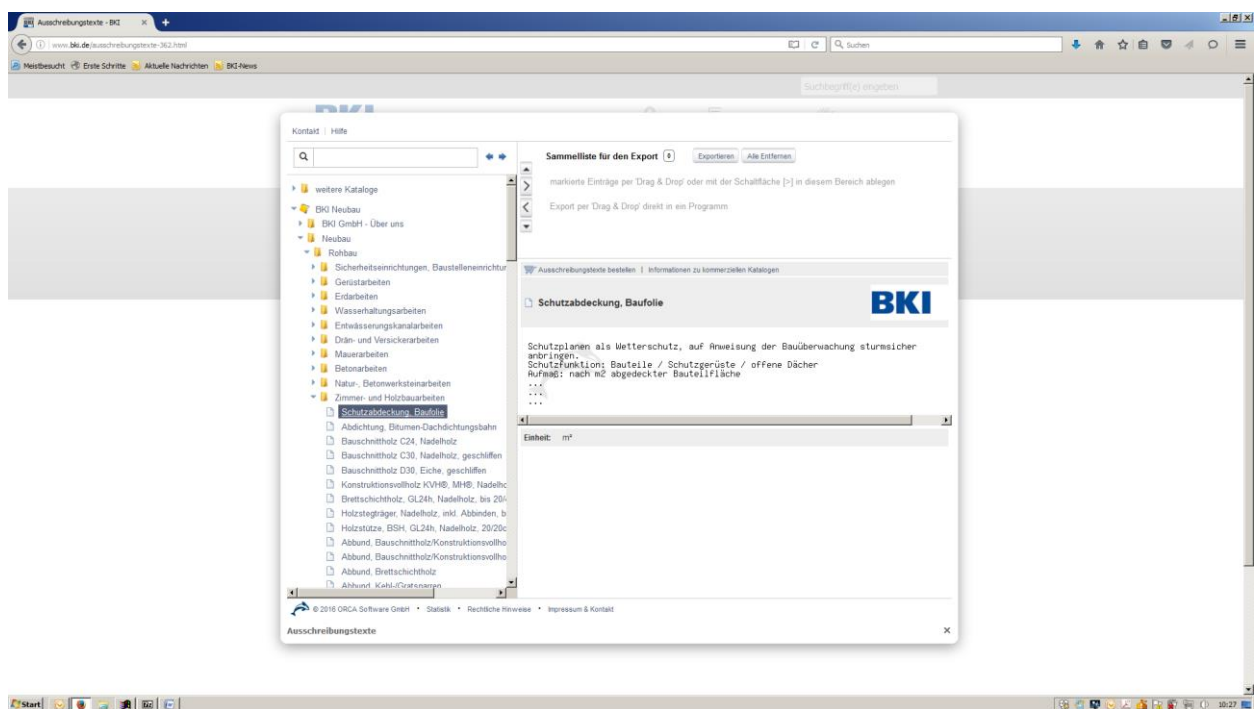 Ausschreibungstexte - BKI
www.bki.de/ausschreibungstexte-362.html
Suchen
Meistbesucht Erste Schritte Aktuelle Nachrichten BKI-News
Suchbegriff(e) eingeben
BKI
Kontakt | Hilfe
Sammelliste für den Export Exportieren Alle Entfernen
markierte Einträge per 'Drag & Drop' oder mit der Schaltfläche [>] in diesem Bereich ablegen
Export per 'Drag & Drop' direkt in ein Programm
weitere Kataloge
BKI Neubau
BKI GmbH - Über uns
Neubau
Rohbau
Sicherheitseinrichtungen, Baustelleneinrichtur
Gerüstarbeiten
Erdarbeiten
Wasserhaltungsarbeiten
Entwässerungskanalarbeiten
Drän- und Versickerarbeiten
Mauerarbeiten
Betonarbeiten
Natur-, Betonwerksteinarbeiten
Zimmer- und Holzbauarbeiten
Schutzabdeckung, Baufolie
Abdichtung, Bitumen-Dachdichtungsbahn
Bauschnittholz C24, Nadelholz
Bauschnittholz C30, Nadelholz, geschliffen
Bauschnittholz D30, Eiche, geschliffen
Konstruktionsvollholz KVH®, MH®, Nadelhc
Brettschichtholz, GL24h, Nadelholz, bis 20/
Holzstegträger, Nadelholz, inkl. Abbinden, b
Holzstütze, BSH, GL24h, Nadelholz, 20/20c
Abbund, Bauschnittholz/Konstruktionsvollho
Abbund, Bauschnittholz/Konstruktionsvollho
Abbund, Brettschichtholz
Abbund, Kehl-/Gratsparren
Ausschreibungstexte bestellen | Informationen zu kommerziellen Katalogen
Schutzabdeckung, Baufolie
BKI
Schutzplanen als Wetterschutz, auf Anweisung der Bauüberwachung sturmsicher
anbringen.
Schutzfunktion: Bauteile / Schutzgerüste / offene Dächer
Aufmaß: nach m2 abgedeckter Bauteilfläche
...
...
...
Einheit: m²
© 2016 ORCA Software GmbH • Statistik • Rechtliche Hinweise • Impressum & Kontakt
Ausschreibungstexte
Start
10:27